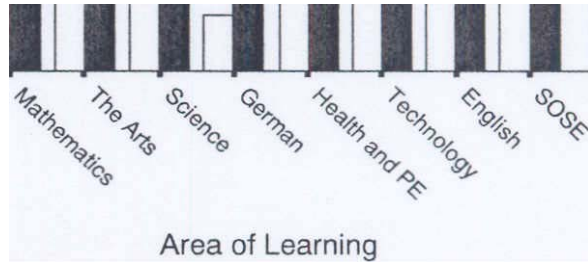 Mathematics
The Arts
Science
German
Health and PE
Technology
English
SOSE
Area of Learning